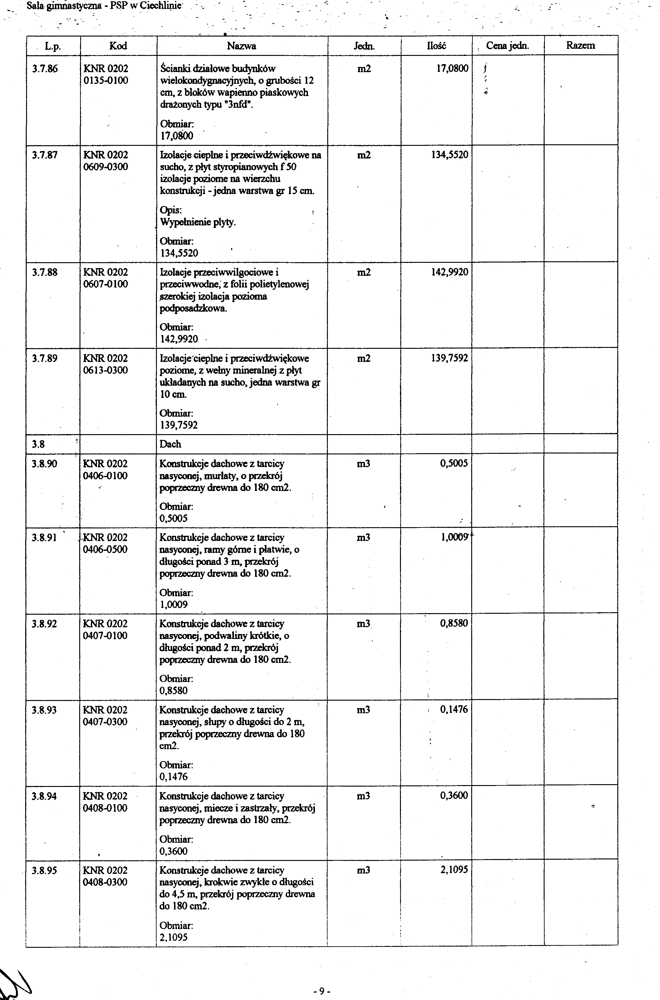 Sala gimnastyczna - PSP w Ciechlinie
L.p. Kod Nazwa Jedn. Ilość Cena jedn. Razem
3.7.86 KNR 0202 Ścianki działowe budynków m2 17,0800
0135-0100 wielokondygnacyjnych, o grubości 12
cm, z bloków wapienno piaskowych
drażonych typu "3nfd".
Obmiar:
17,0800
3.7.87 KNR 0202 Izolacje cieplne i przeciwdźwiękowe na m2 134,5520
0609-0300 sucho, z płyt styropianowych f 50
izolacje poziome na wierzchu
konstrukcji - jedna warstwa gr 15 cm.
Opis:
Wypełnienie plyty.
Obmiar:
134,5520
3.7.88 KNR 0202 Izolacje przeciwwilgociowe i m2 142,9920
0607-0100 przeciwwodne, z folii polietylenowej
szerokiej izolacja pozioma
podposadzkowa.
Obmiar:
142,9920
3.7.89 KNR 0202 Izolacje cieplne i przeciwdźwiękowe m2 139,7592
0613-0300 poziome, z wełny mineralnej z płyt
układanych na sucho, jedna warstwa gr
10 cm.
Obmiar:
139,7592
3.8 Dach
3.8.90 KNR 0202 Konstrukcje dachowe z tarcicy m3 0,5005
0406-0100 nasyconej, murłaty, o przekrój
poprzeczny drewna do 180 cm2.
Obmiar:
0,5005
3.8.91 KNR 0202 Konstrukcje dachowe z tarcicy m3 1,0009
0406-0500 nasyconej, ramy górne i płatwie, o
długości ponad 3 m, przekrój
poprzeczny drewna do 180 cm2.
Obmiar:
1,0009
3.8.92 KNR 0202 Konstrukcje dachowe z tarcicy m3 0,8580
0407-0100 nasyconej, podwaliny krótkie, o
długości ponad 2 m, przekrój
poprzeczny drewna do 180 cm2.
Obmiar:
0,8580
3.8.93 KNR 0202 Konstrukcje dachowe z tarcicy m3 0,1476
0407-0300 nasyconej, słupy o długości do 2 m,
przekrój poprzeczny drewna do 180
cm2.
Obmiar:
0,1476
3.8.94 KNR 0202 Konstrukcje dachowe z tarcicy m3 0,3600
0408-0100 nasyconej, miecze i zastrzały, przekrój
poprzeczny drewna do 180 cm2.
Obmiar:
0,3600
3.8.95 KNR 0202 Konstrukcje dachowe z tarcicy m3 2,1095
0408-0300 nasyconej, krokwie zwykłe o długości
do 4,5 m, przekrój poprzeczny drewna
do 180 cm2.
Obmiar:
2,1095
- 9 -